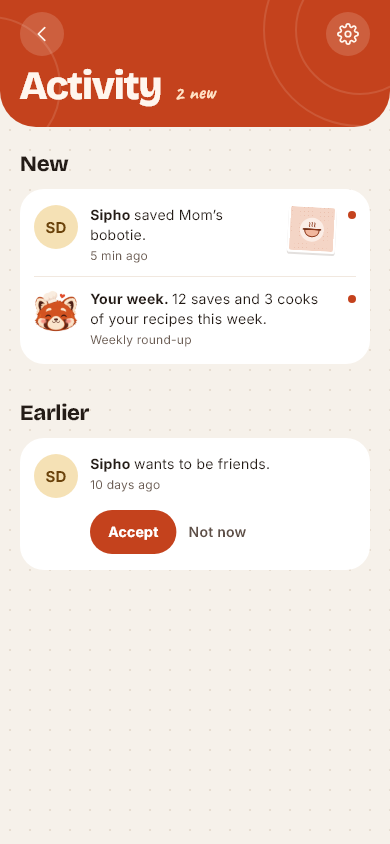 Activity 2 new
New
SD
Sipho saved Mom's
bobotie.
5 min ago
Your week. 12 saves and 3 cooks
of your recipes this week.
Weekly round-up
Earlier
SD
Sipho wants to be friends.
10 days ago
Accept Not now